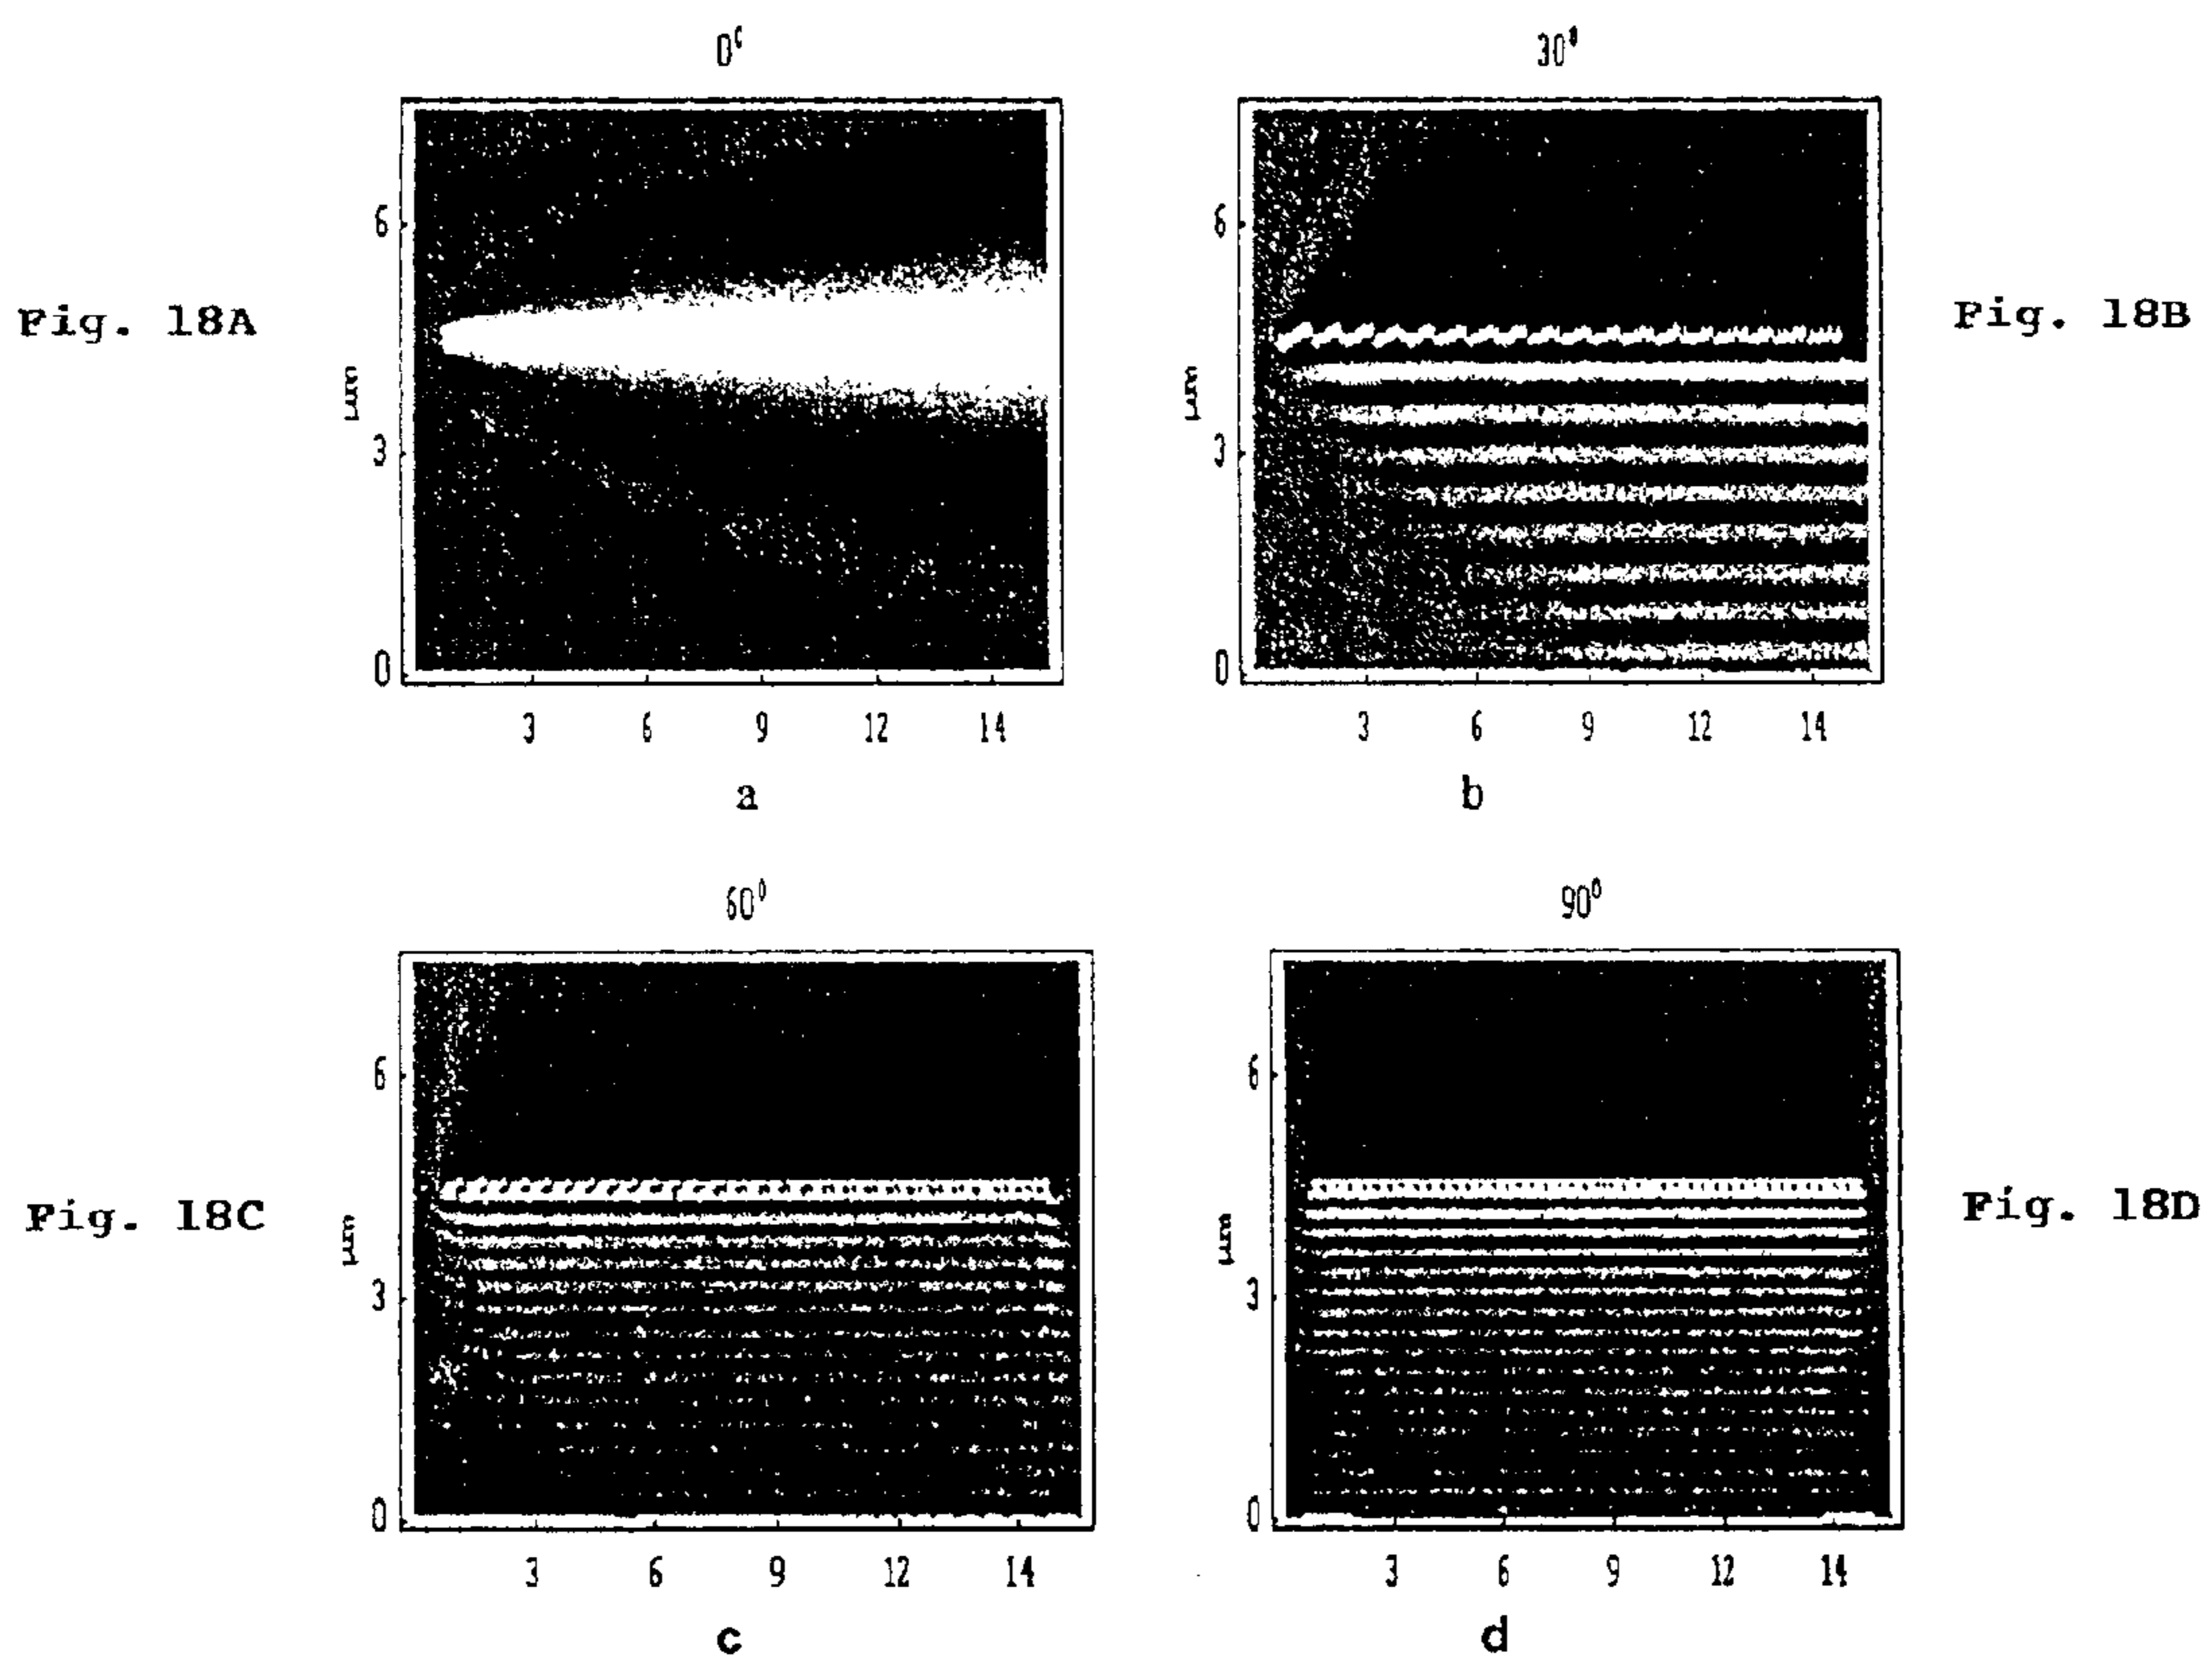 0° 30°
6 6
Fig. 18A Fig. 18B
μm μm
3 3
0 0
3 6 9 12 14 3 6 9 12 14
a b
60° 90°
6 6
Fig. 18C Fig. 18D
μm μm
3 3
0 0
3 6 9 12 14 3 6 9 12 14
c d